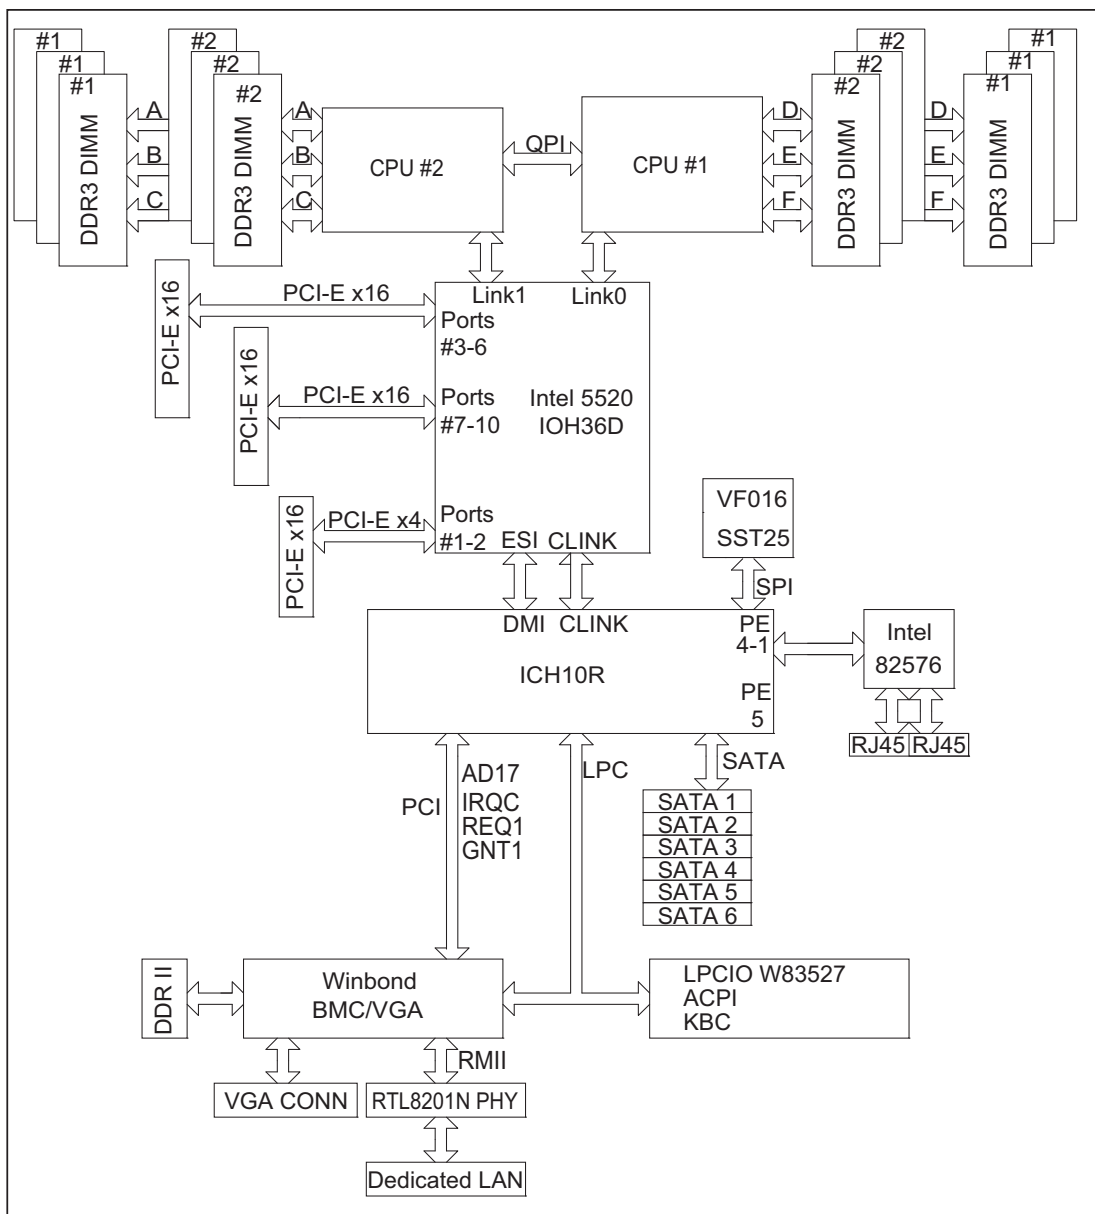 #1
#2
#2
#1
#1
#2
#2
#1
#1
#2
#2
#1
DDR3 DIMM
DDR3 DIMM
DDR3 DIMM
DDR3 DIMM
A
A
D
D
B
B
E
E
C
C
F
F
CPU #2
QPI
CPU #1
Link1
Link0
PCI-E x16
PCI-E x16
Ports
#3-6
PCI-E x16
PCI-E x16
Ports
#7-10
Intel 5520
IOH36D
PCI-E x16
PCI-E x4
Ports
#1-2
ESI
CLINK
VF016
SST25
SPI
DMI
CLINK
PE
4-1
ICH10R
PE
5
Intel
82576
RJ45
RJ45
PCI
AD17
IRQC
REQ1
GNT1
LPC
SATA
SATA 1
SATA 2
SATA 3
SATA 4
SATA 5
SATA 6
DDR II
Winbond
BMC/VGA
LPCIO W83527
ACPI
KBC
RMII
VGA CONN
RTL8201N PHY
Dedicated LAN